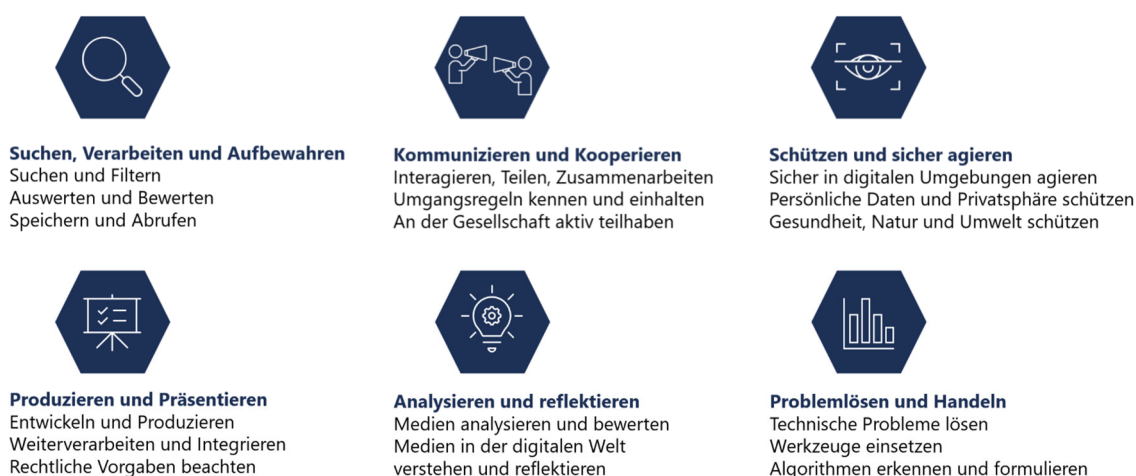 Suchen, Verarbeiten und Aufbewahren
Suchen und Filtern
Auswerten und Bewerten
Speichern und Abrufen
Kommunizieren und Kooperieren
Interagieren, Teilen, Zusammenarbeiten
Umgangsregeln kennen und einhalten
An der Gesellschaft aktiv teilhaben
Schützen und sicher agieren
Sicher in digitalen Umgebungen agieren
Persönliche Daten und Privatsphäre schützen
Gesundheit, Natur und Umwelt schützen
Produzieren und Präsentieren
Entwickeln und Produzieren
Weiterverarbeiten und Integrieren
Rechtliche Vorgaben beachten
Analysieren und reflektieren
Medien analysieren und bewerten
Medien in der digitalen Welt
verstehen und reflektieren
Problemlösen und Handeln
Technische Probleme lösen
Werkzeuge einsetzen
Algorithmen erkennen und formulieren